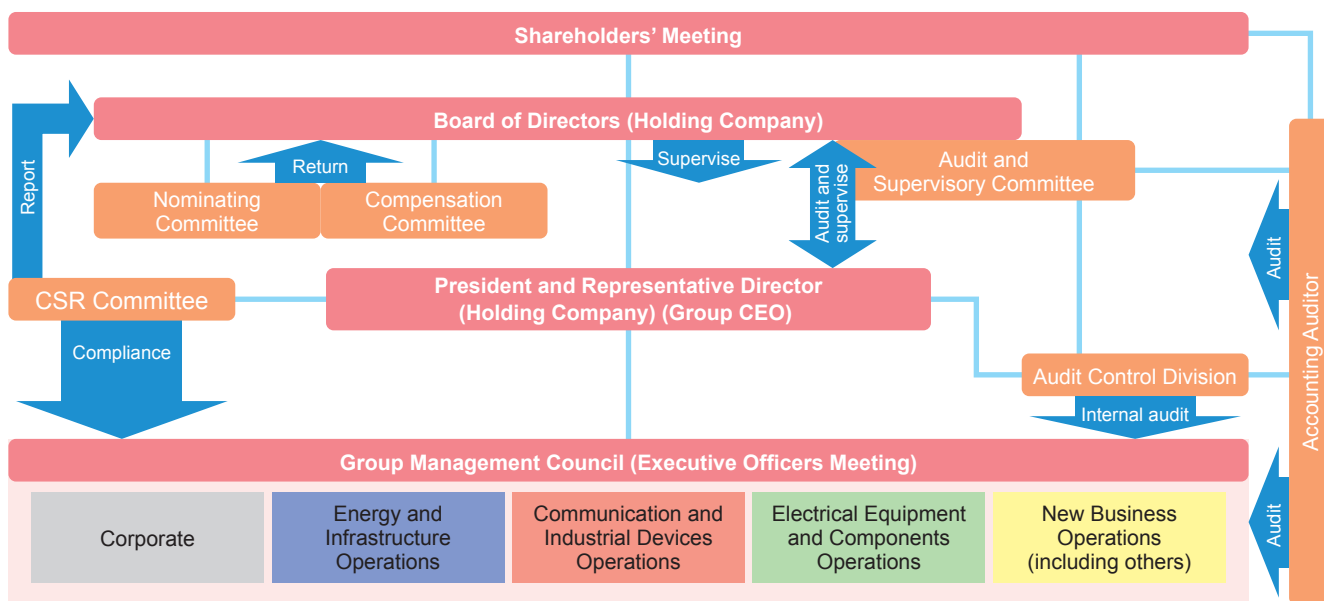 Shareholders’ Meeting
Board of Directors (Holding Company)
Report
Return
Supervise
Audit and
supervise
Audit and
Supervisory Committee
Nominating
Committee
Compensation
Committee
Audit
Accounting Auditor
CSR Committee
President and Representative Director
(Holding Company) (Group CEO)
Compliance
Audit Control Division
Internal audit
Group Management Council (Executive Officers Meeting)
Corporate
Energy and
Infrastructure
Operations
Communication and
Industrial Devices
Operations
Electrical Equipment
and Components
Operations
New Business
Operations
(including others)
Audit